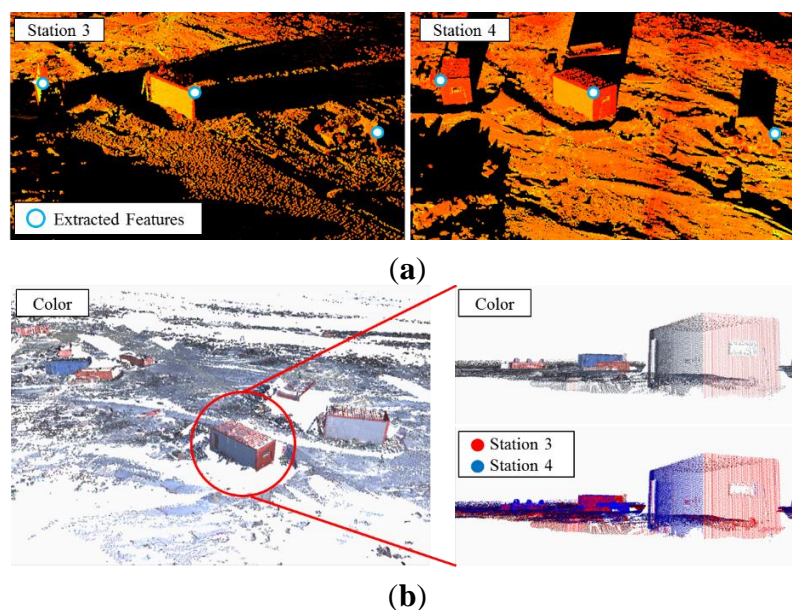 Station 3
Station 4
Extracted Features
(a)
Color
Color
Station 3
Station 4
(b)